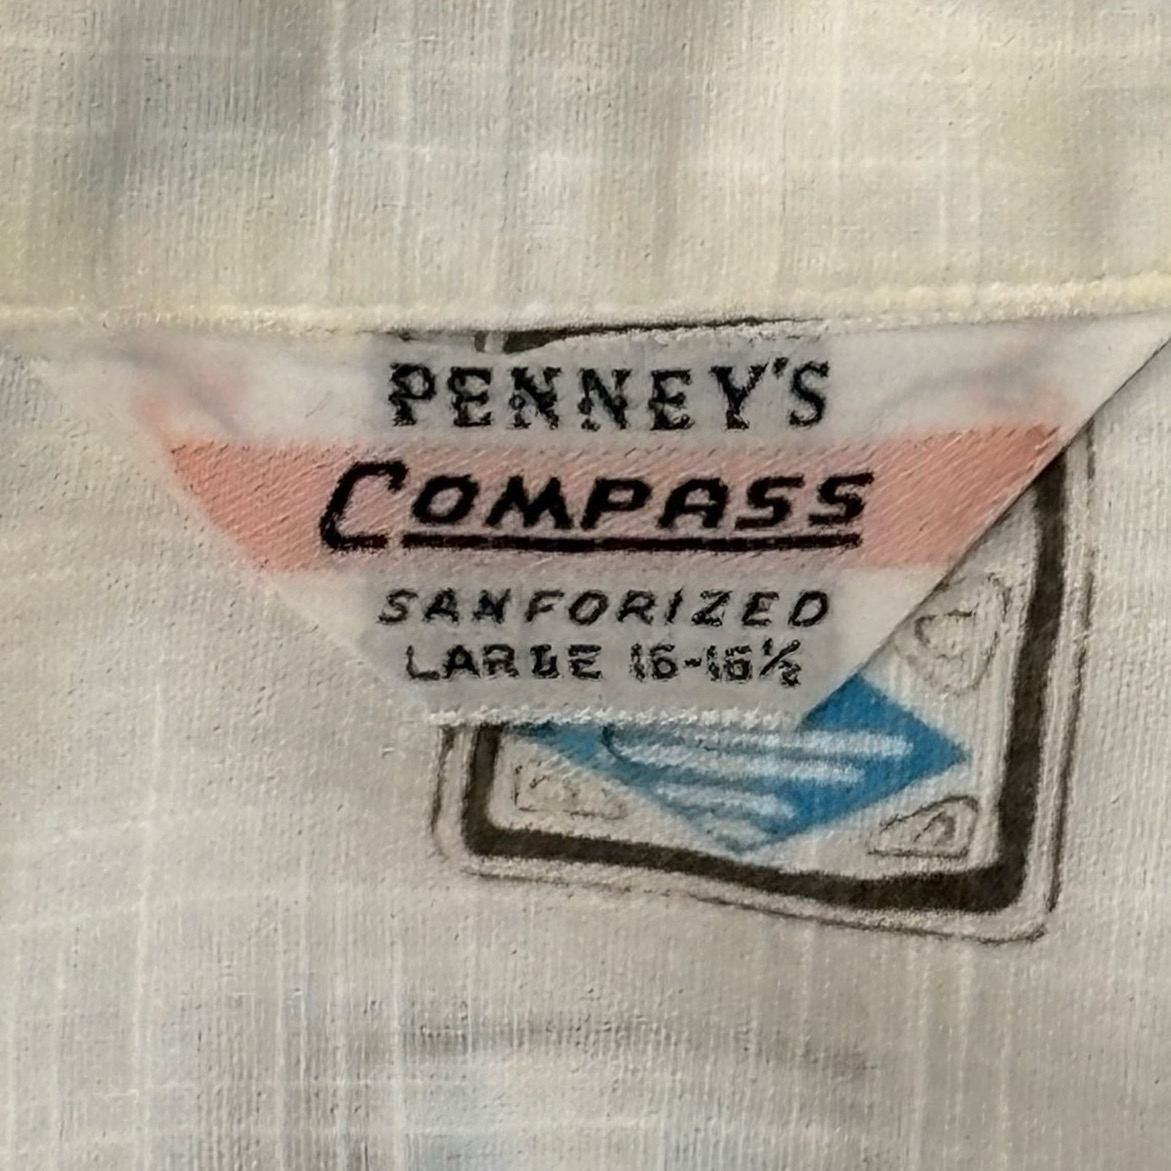 PENNEY'S
COMPASS
SANFORIZED
LARGE 16-16½